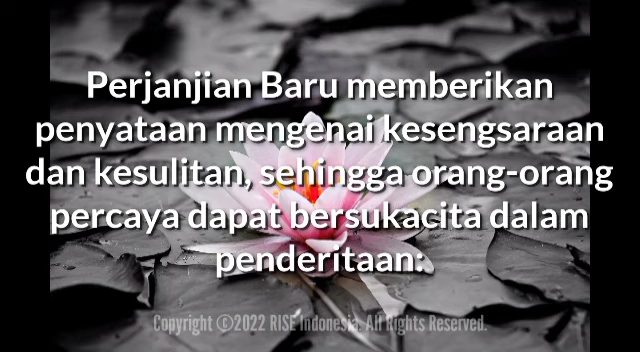 Perjanjian Baru memberikan
penyataan mengenai kesengsaraan
dan kesulitan, sehingga orang-orang
percaya dapat bersukacita dalam
penderitaan:
Copyright ©2022 RISE Indonesia. All Rights Reserved.